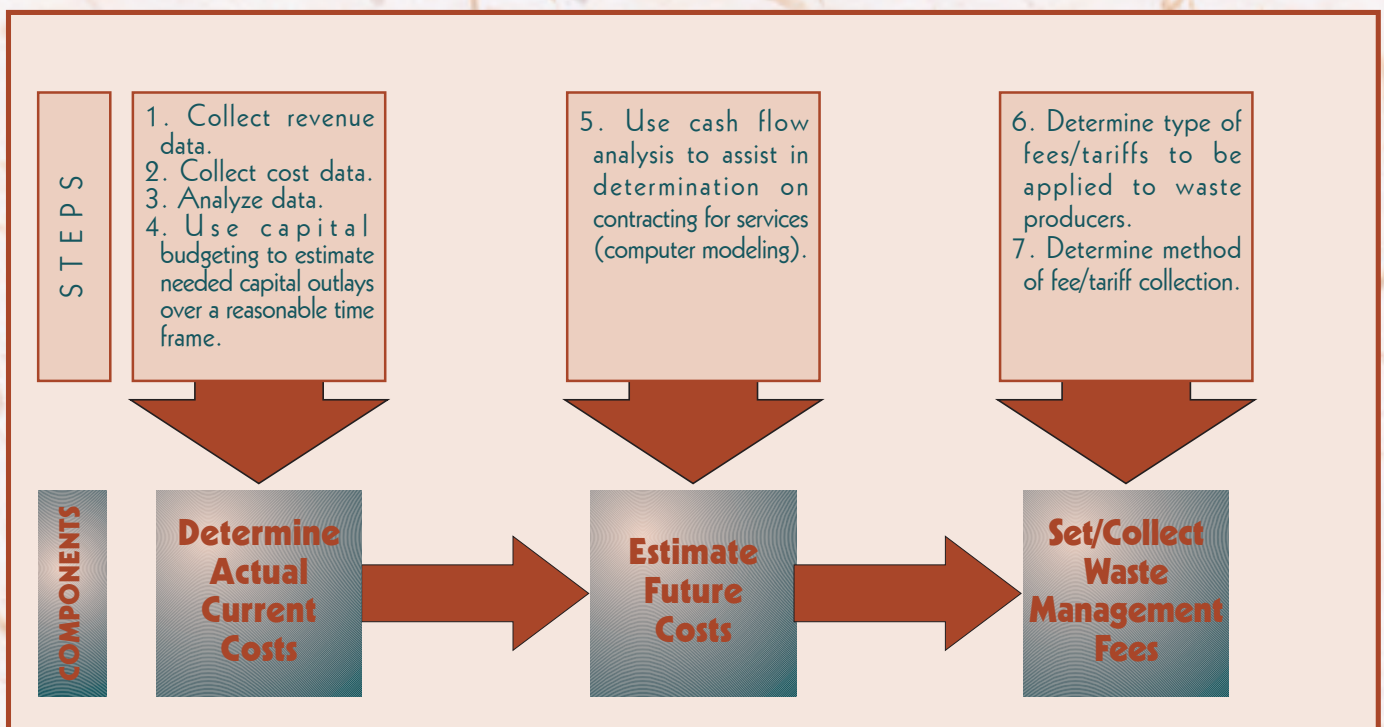 STEPS
1. Collect revenue
data.
2. Collect cost data.
3. Analyze data.
4. Use capital
budgeting to estimate
needed capital outlays
over a reasonable time
frame.
5. Use cash flow
analysis to assist in
determination on
contracting for services
(computer modeling).
6. Determine type of
fees/tariffs to be
applied to waste
producers.
7. Determine method
of fee/tariff collection.
COMPONENTS
Determine
Actual
Current
Costs
Estimate
Future
Costs
Set/Collect
Waste
Management
Fees